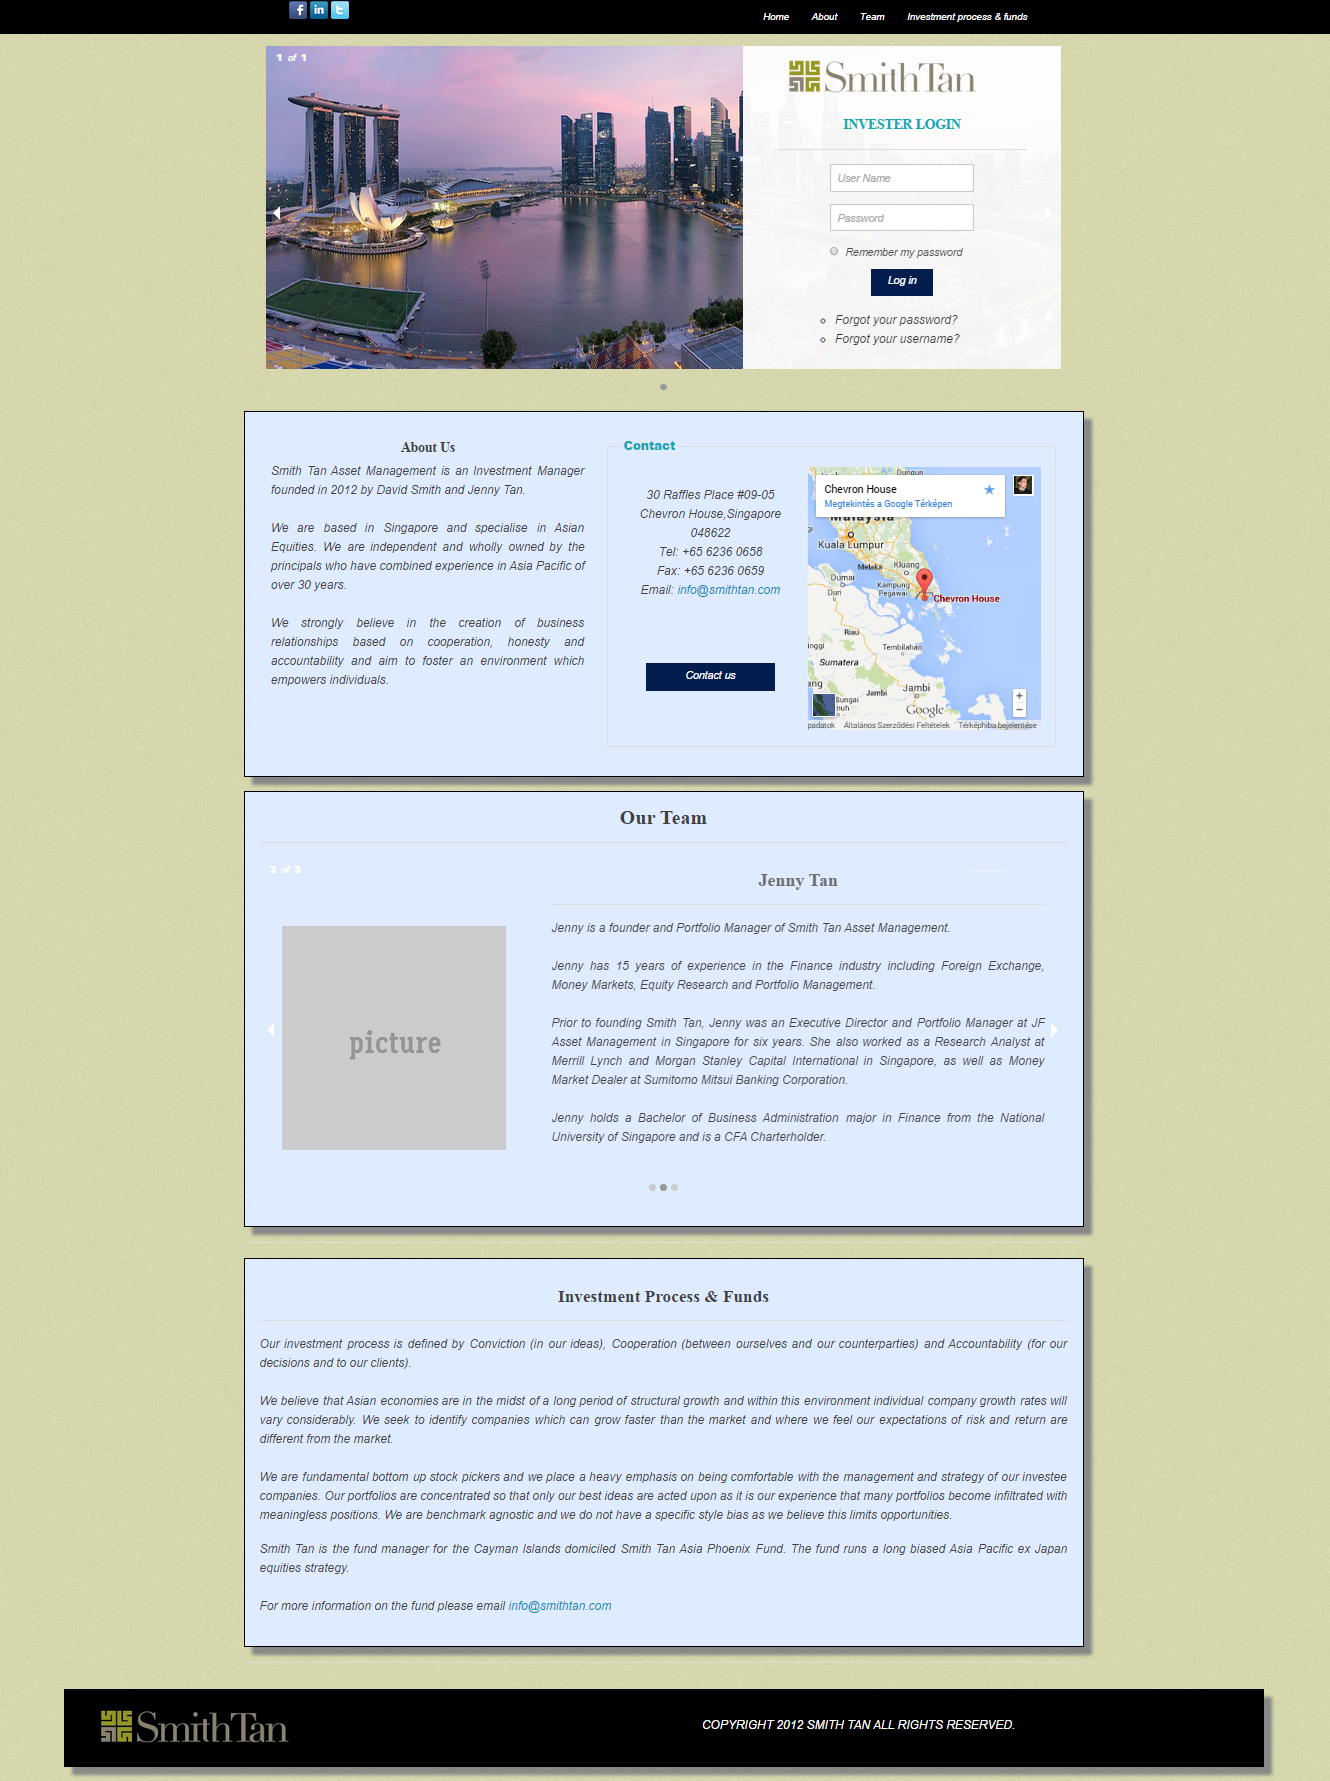 Home About Team Investment process & funds
1 of 1
SmithTan
INVESTER LOGIN
User Name
Password
Remember my password
Log in
Forgot your password?
Forgot your username?
About Us
Smith Tan Asset Management is an Investment Manager
founded in 2012 by David Smith and Jenny Tan.
We are based in Singapore and specialise in Asian
Equities. We are independent and wholly owned by the
principals who have combined experience in Asia Pacific of
over 30 years.
We strongly believe in the creation of business
relationships based on cooperation, honesty and
accountability and aim to foster an environment which
empowers individuals.
Contact
30 Raffles Place #09-05
Chevron House,Singapore
048622
Tel: +65 6236 0658
Fax: +65 6236 0659
Email: info@smithtan.com
Contact us
Chevron House
Megtekintés a Google Térképen
Malaysia
Kuala Lumpur
Melaka
Kluang
Dumai
Duri
Kampung
Pegawai
Chevron House
Riau
Tembilahan
Sumatera
Jambi
Jambi
Sungai
Google
Általános Szerződési Feltételek Térképhiba bejelentése
Our Team
2 of 3
Jenny Tan
picture
Jenny is a founder and Portfolio Manager of Smith Tan Asset Management.
Jenny has 15 years of experience in the Finance industry including Foreign Exchange,
Money Markets, Equity Research and Portfolio Management.
Prior to founding Smith Tan, Jenny was an Executive Director and Portfolio Manager at JF
Asset Management in Singapore for six years. She also worked as a Research Analyst at
Merrill Lynch and Morgan Stanley Capital International in Singapore, as well as Money
Market Dealer at Sumitomo Mitsui Banking Corporation.
Jenny holds a Bachelor of Business Administration major in Finance from the National
University of Singapore and is a CFA Charterholder.
Investment Process & Funds
Our investment process is defined by Conviction (in our ideas), Cooperation (between ourselves and our counterparties) and Accountability (for our
decisions and to our clients).
We believe that Asian economies are in the midst of a long period of structural growth and within this environment individual company growth rates will
vary considerably. We seek to identify companies which can grow faster than the market and where we feel our expectations of risk and return are
different from the market.
We are fundamental bottom up stock pickers and we place a heavy emphasis on being comfortable with the management and strategy of our investee
companies. Our portfolios are concentrated so that only our best ideas are acted upon as it is our experience that many portfolios become infiltrated with
meaningless positions. We are benchmark agnostic and we do not have a specific style bias as we believe this limits opportunities.
Smith Tan is the fund manager for the Cayman Islands domiciled Smith Tan Asia Phoenix Fund. The fund runs a long biased Asia Pacific ex Japan
equities strategy.
For more information on the fund please email info@smithtan.com
SmithTan
COPYRIGHT 2012 SMITH TAN ALL RIGHTS RESERVED.